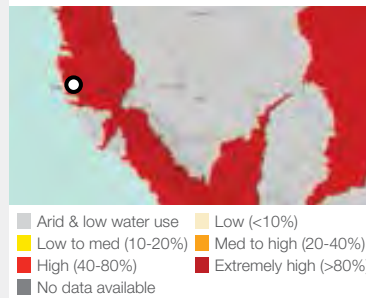 Arid & low water use
Low (<10%)
Low to med (10-20%)
Med to high (20-40%)
High (40-80%)
Extremely high (>80%
No data available